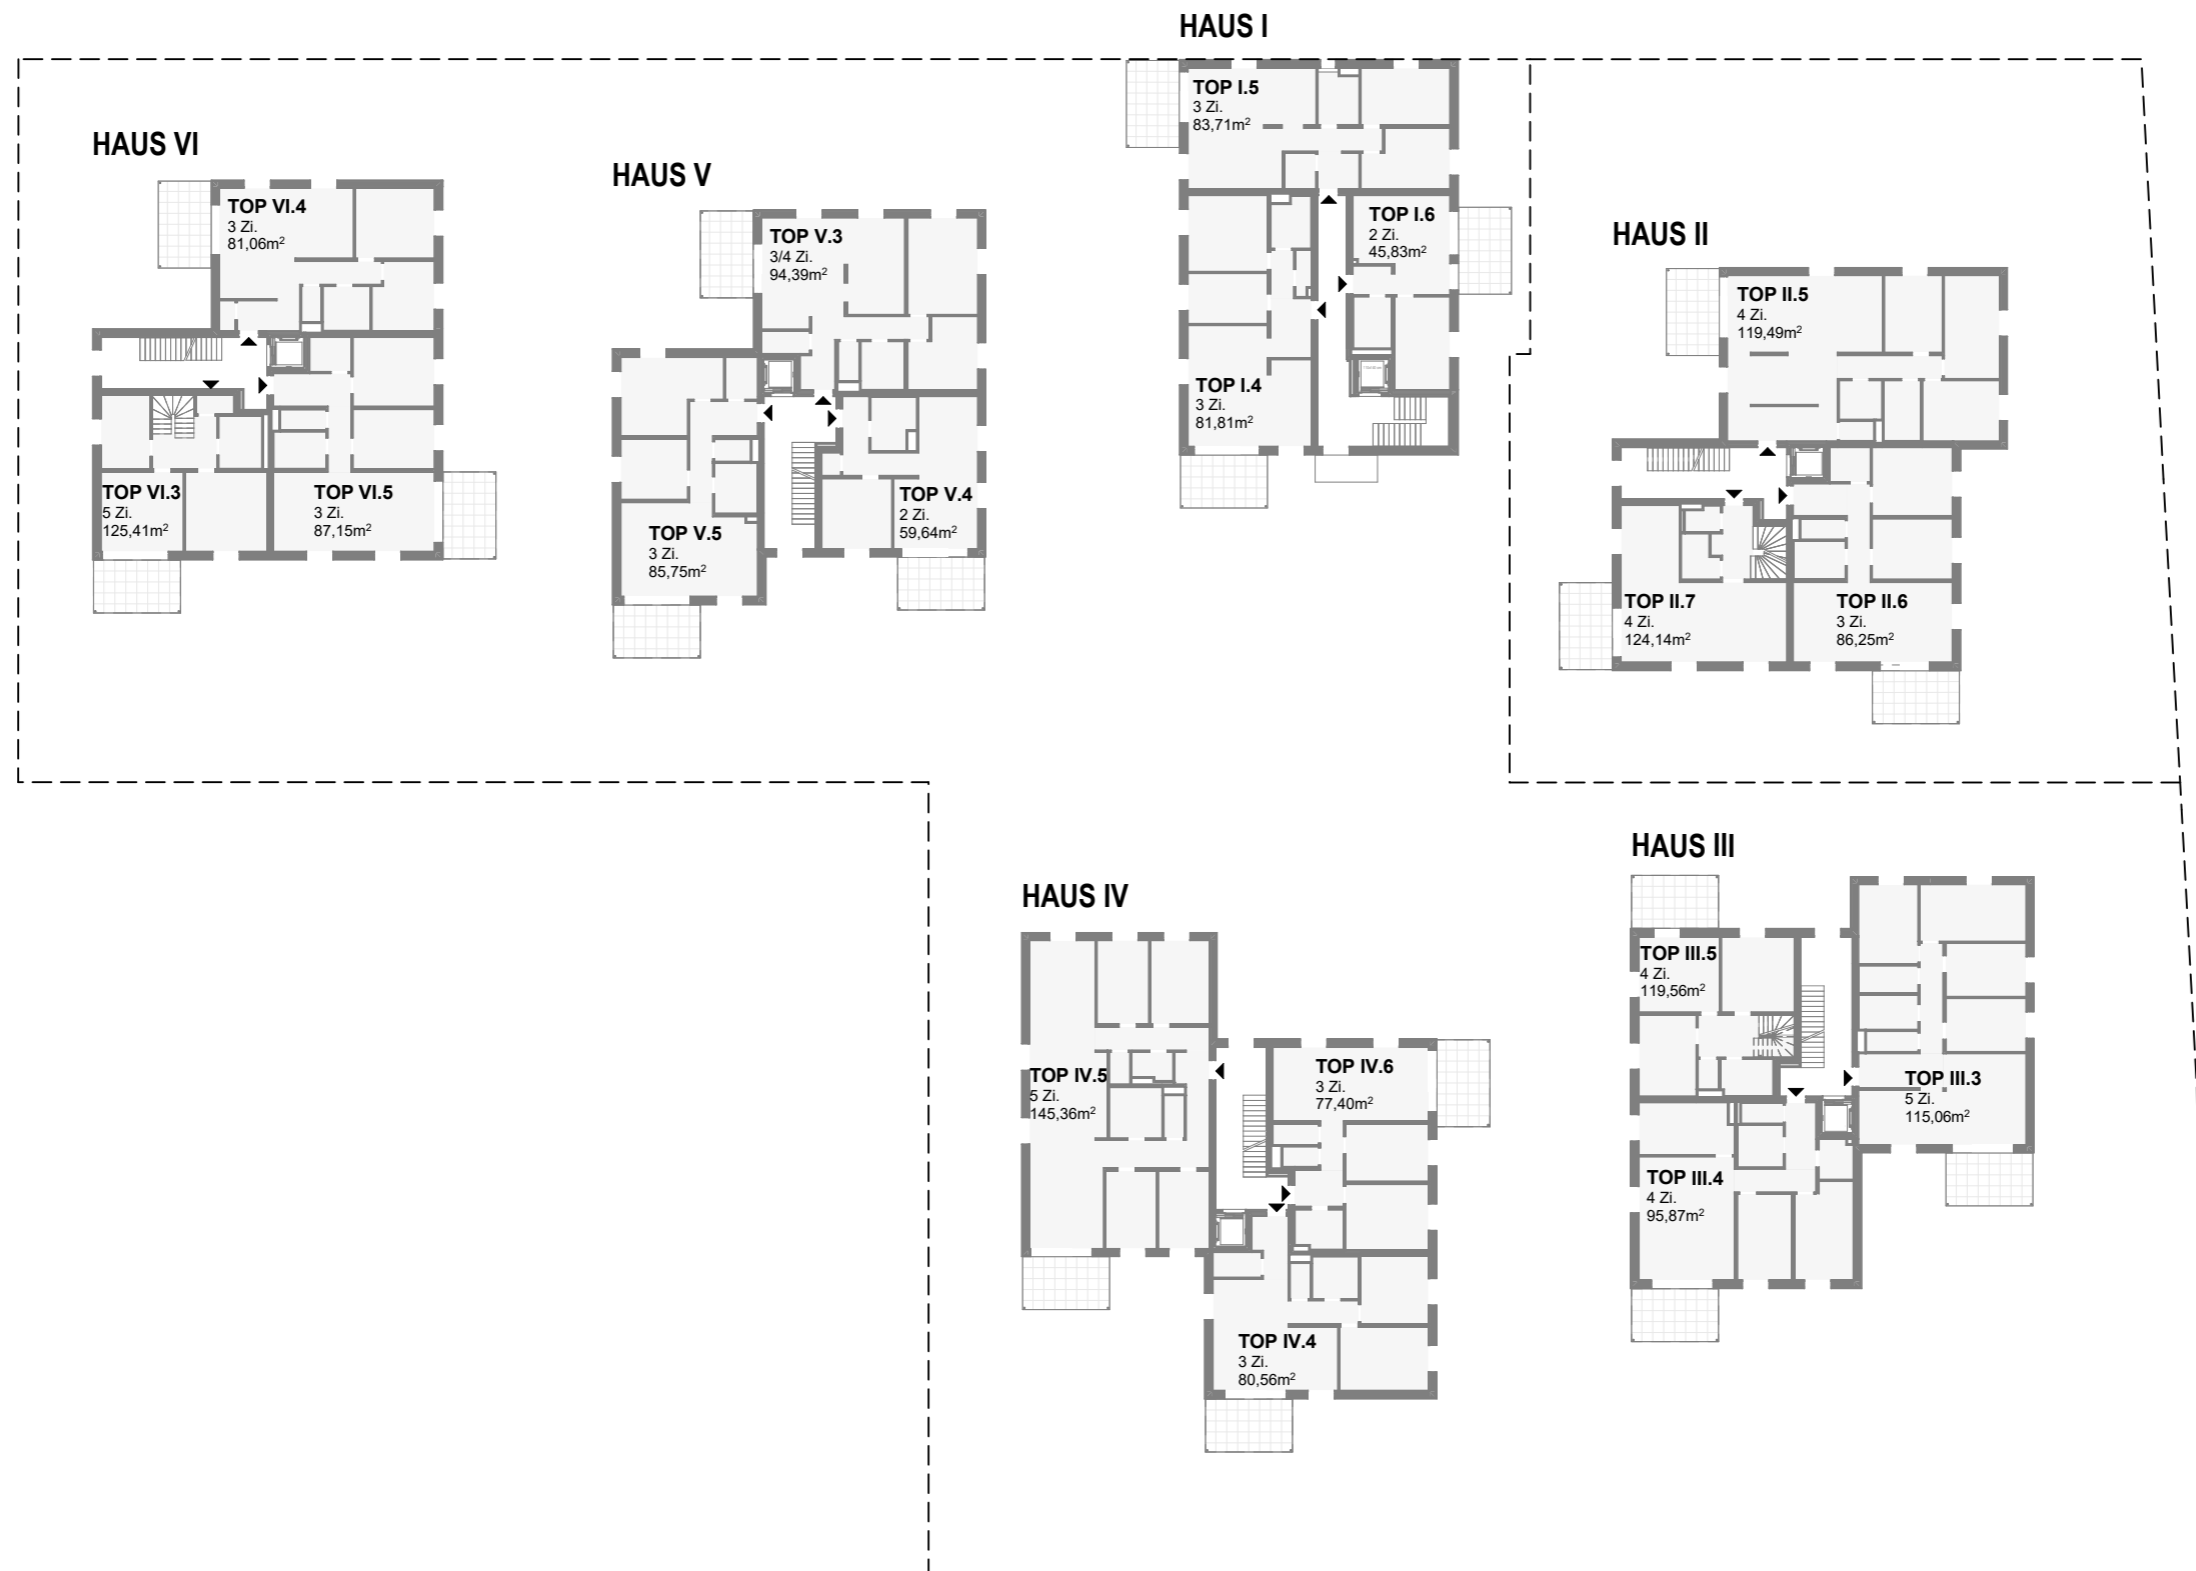 HAUS I
TOP I.5
3 Zi.
83,71m²
TOP I.6
2 Zi.
45,83m²
TOP I.4
3 Zi.
81,81m²
HAUS VI
TOP VI.4
3 Zi.
81,06m²
TOP VI.3
5 Zi.
125,41m²
TOP VI.5
3 Zi.
87,15m²
HAUS V
TOP V.3
3/4 Zi.
94,39m²
TOP V.4
2 Zi.
59,64m²
TOP V.5
3 Zi.
85,75m²
HAUS II
TOP II.5
4 Zi.
119,49m²
TOP II.7
4 Zi.
124,14m²
TOP II.6
3 Zi.
86,25m²
HAUS IV
TOP IV.5
5 Zi.
145,36m²
TOP IV.6
3 Zi.
77,40m²
TOP IV.4
3 Zi.
80,56m²
HAUS III
TOP III.5
4 Zi.
119,56m²
TOP III.3
5 Zi.
115,06m²
TOP III.4
4 Zi.
95,87m²